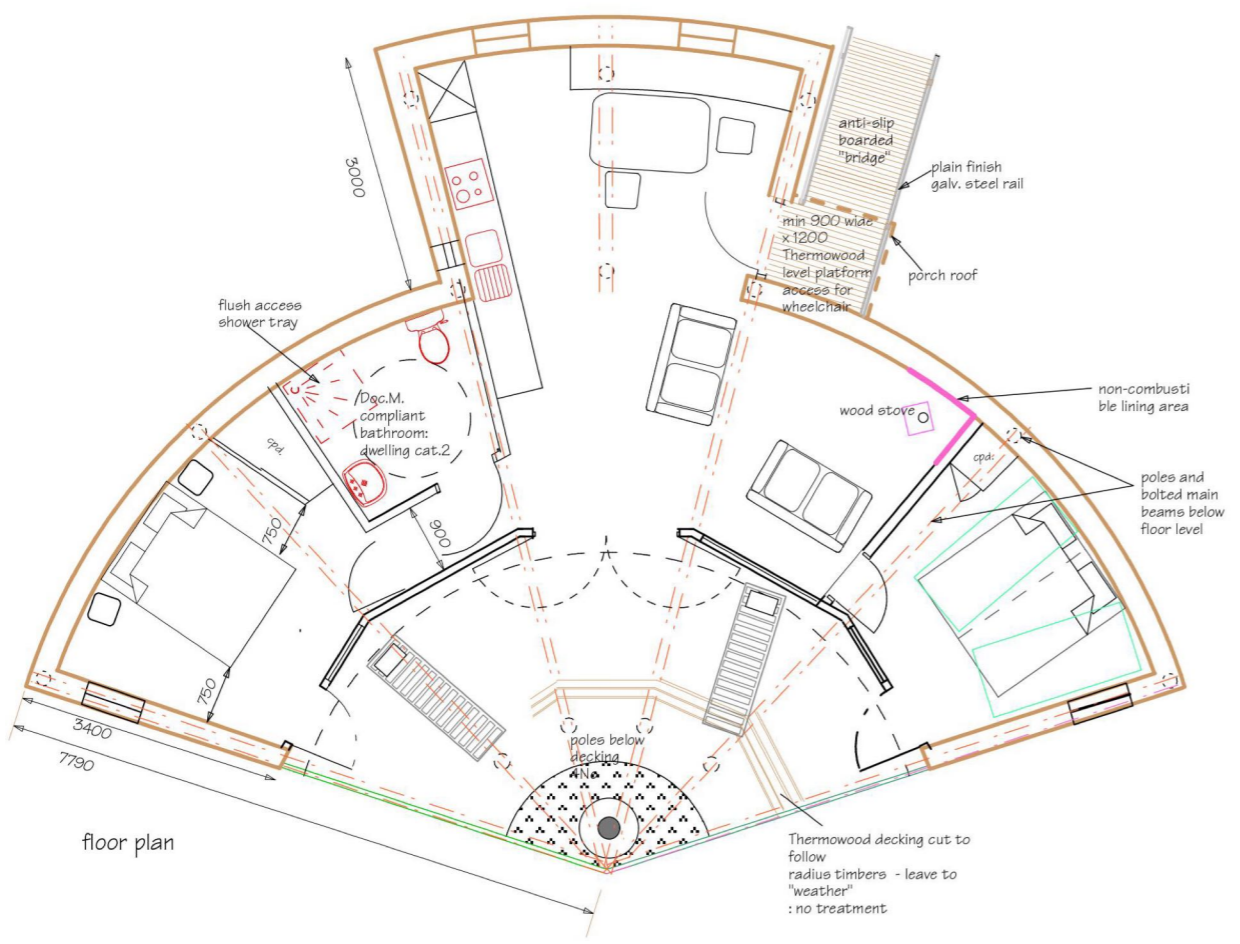 anti-slip
boarded
"bridge"
plain finish
galv. steel rail
3000
min 900 wide
x 1200
Thermowood
level platform
access for
wheelchair
porch roof
flush access
shower tray
Doc.M.
compliant
bathroom:
dwelling cat.2
non-combusti
ble lining area
wood stove
cpd.
cpd.
poles and
bolted main
beams below
floor level
750
900
750
3400
7790
poles below
decking
4No
floor plan
Thermowood decking cut to
follow
radius timbers - leave to
"weather"
: no treatment